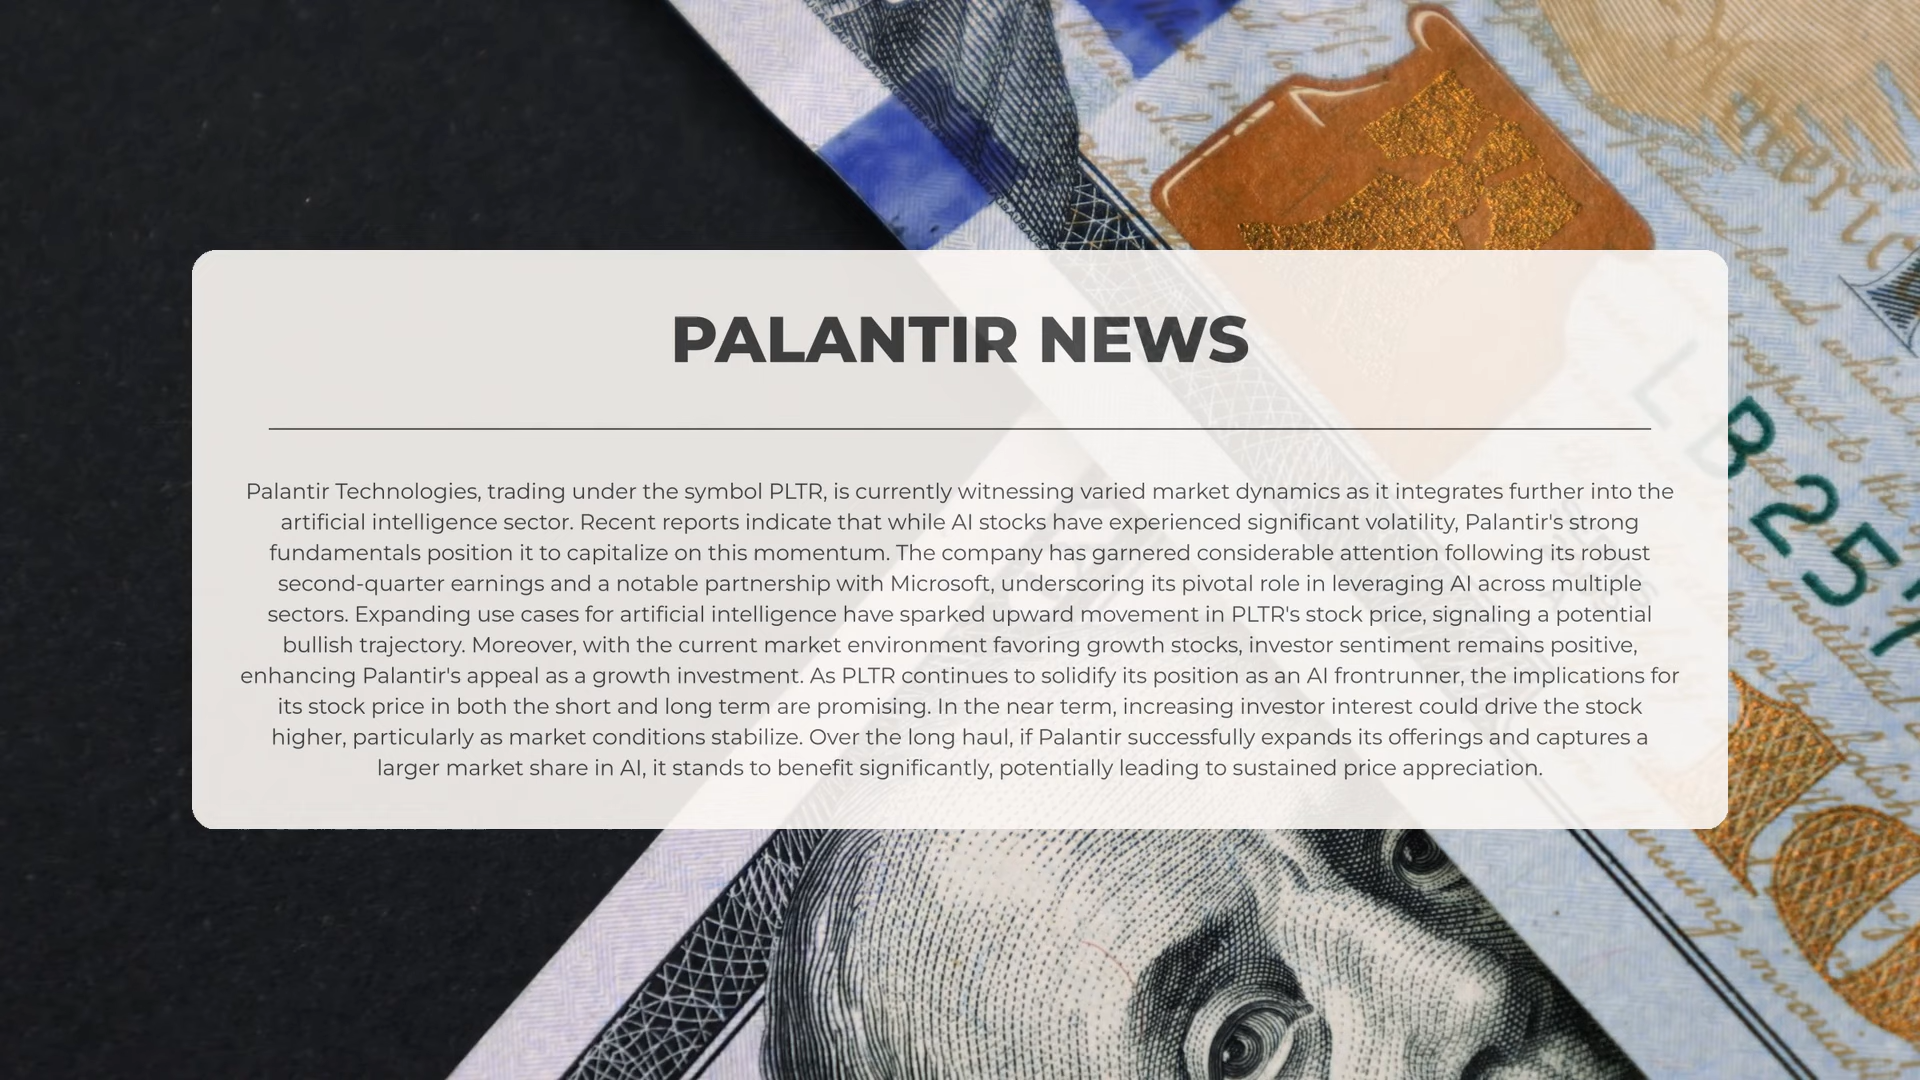 PALANTIR NEWS
Palantir Technologies, trading under the symbol PLTR, is currently witnessing varied market dynamics as it integrates further into the
artificial intelligence sector. Recent reports indicate that while AI stocks have experienced significant volatility, Palantir's strong
fundamentals position it to capitalize on this momentum. The company has garnered considerable attention following its robust
second-quarter earnings and a notable partnership with Microsoft, underscoring its pivotal role in leveraging AI across multiple
sectors. Expanding use cases for artificial intelligence have sparked upward movement in PLTR's stock price, signaling a potential
bullish trajectory. Moreover, with the current market environment favoring growth stocks, investor sentiment remains positive,
enhancing Palantir's appeal as a growth investment. As PLTR continues to solidify its position as an AI frontrunner, the implications for
its stock price in both the short and long term are promising. In the near term, increasing investor interest could drive the stock
higher, particularly as market conditions stabilize. Over the long haul, if Palantir successfully expands its offerings and captures a
larger market share in AI, it stands to benefit significantly, potentially leading to sustained price appreciation.
LB25